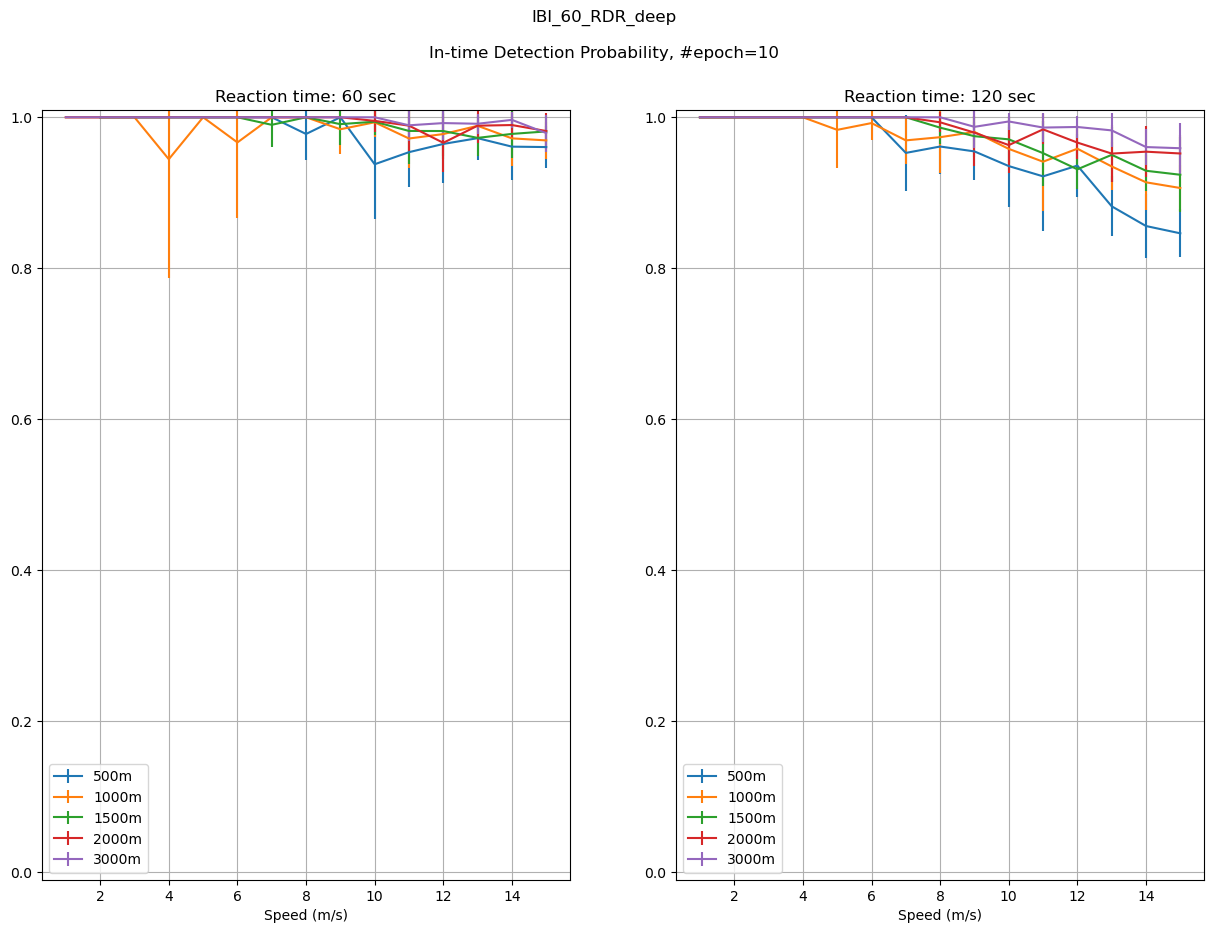 IBI_60_RDR_deep
In-time Detection Probability, #epoch=10
Reaction time: 60 sec
1.0
0.8
0.6
0.4
0.2
0.0
500m
1000m
1500m
2000m
3000m
2 4 6 8 10 12 14
Speed (m/s)
Reaction time: 120 sec
1.0
0.8
0.6
0.4
0.2
0.0
500m
1000m
1500m
2000m
3000m
2 4 6 8 10 12 14
Speed (m/s)